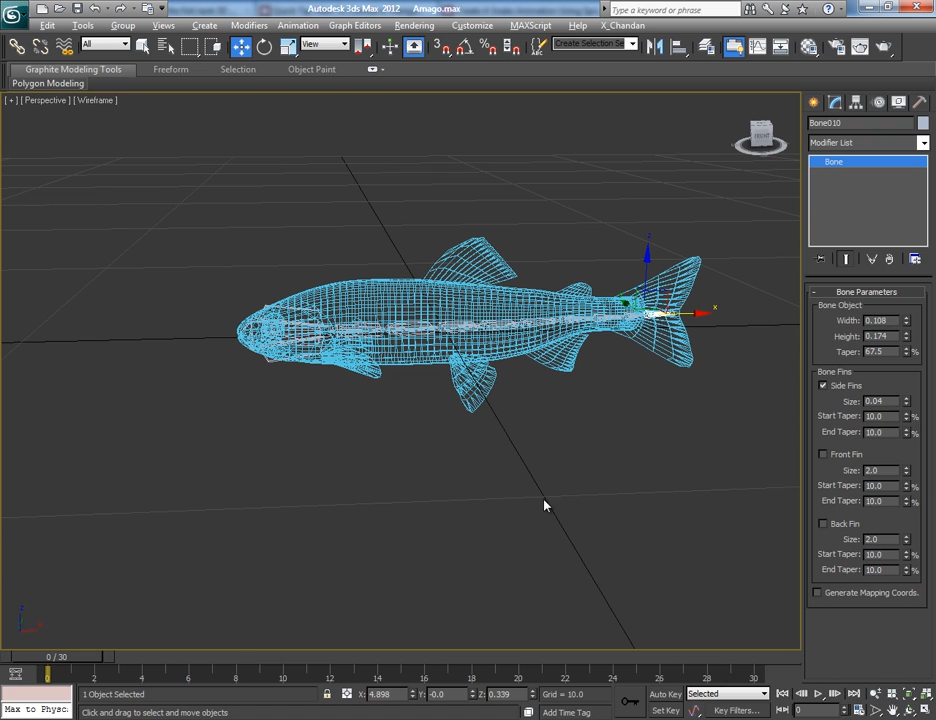 Autodesk 3ds Max 2012 Amago.max
Type a keyword or phrase
Edit Tools Group Views Create Modifiers Animation Graph Editors Rendering Customize MAXScript Help X_Chandan
All View Create Selection Se
Graphite Modeling Tools Freeform Selection Object Paint
Polygon Modeling
[ + ] [ Perspective ] [ Wireframe ]
FRONT
z
x
Bone010
Modifier List
Bone
- Bone Parameters
Bone Object
Width: 0.108
Height: 0.174
Taper: 67.5 %
Bone Fins
Side Fins
Size: 0.04
Start Taper: 10.0 %
End Taper: 10.0 %
Front Fin
Size: 2.0
Start Taper: 10.0 %
End Taper: 10.0 %
Back Fin
Size: 2.0
Start Taper: 10.0 %
End Taper: 10.0 %
Generate Mapping Coords.
z
x
0 / 30
0 2 4 6 8 10 12 14 16 18 20 22 24 26 28 30
1 Object Selected X: 4.898 Y: -0.0 Z: 0.339 Grid = 10.0 Auto Key Selected
Max to Physc Click and drag to select and move objects Add Time Tag Set Key Key Filters... 0